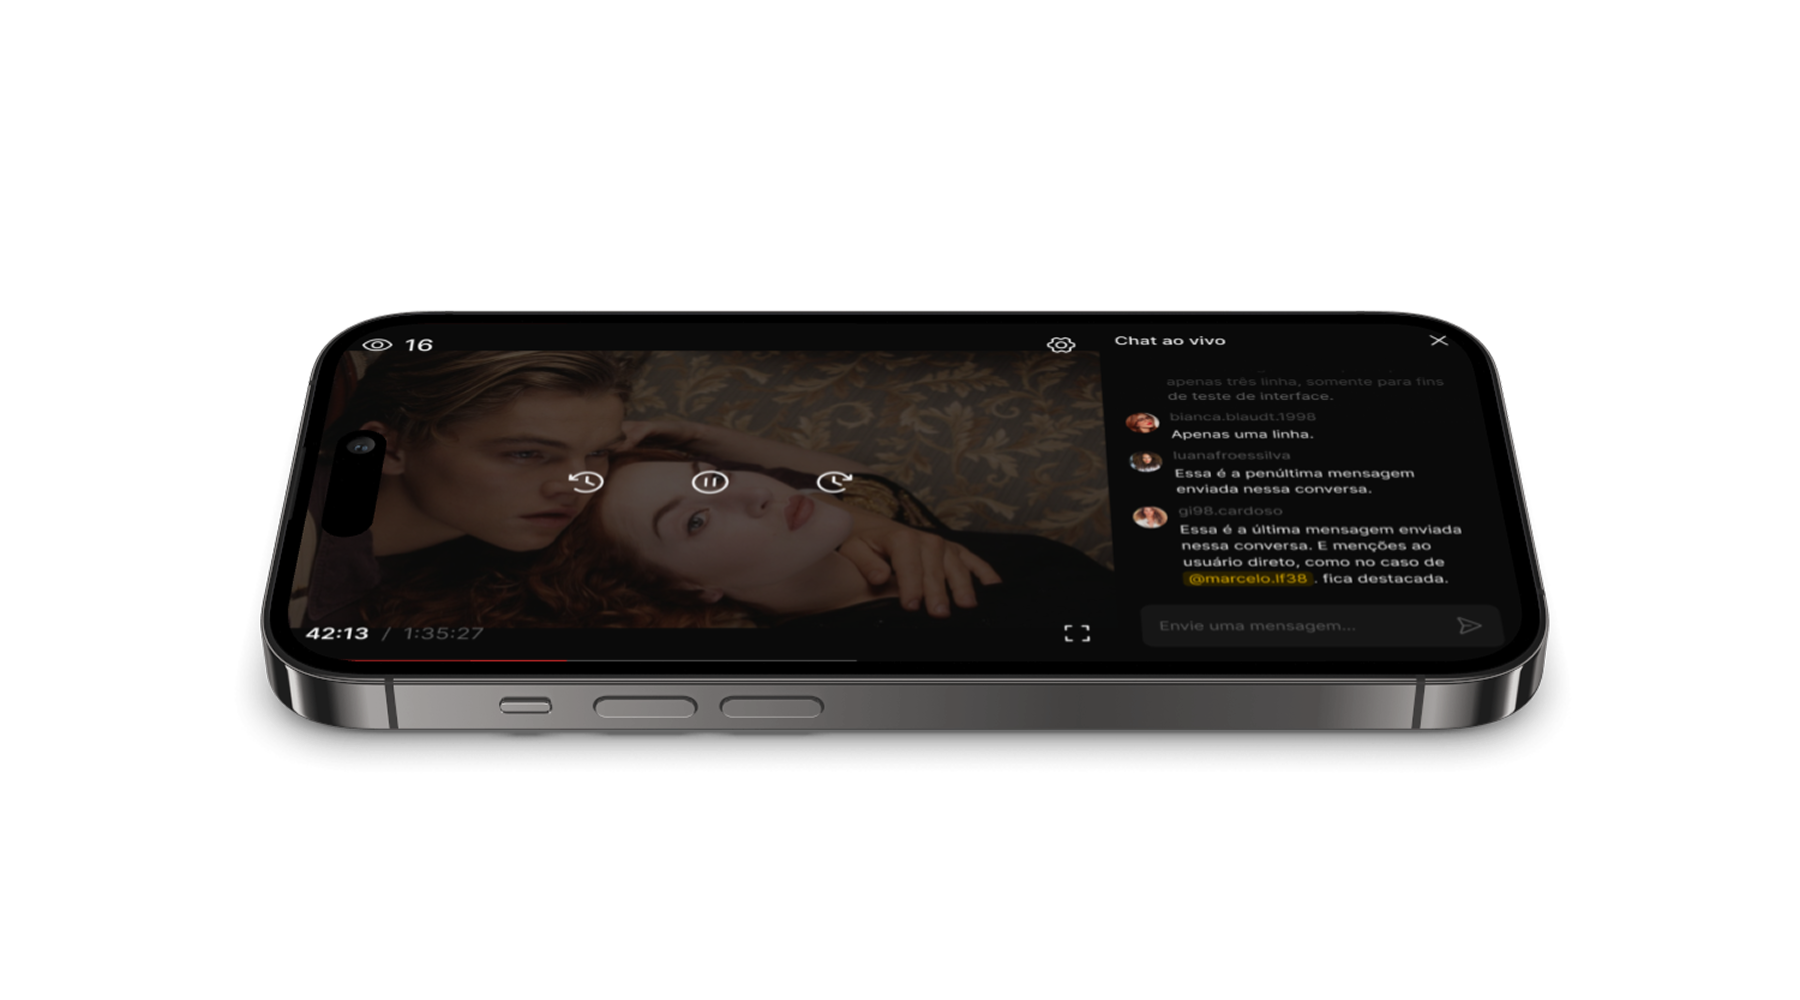 16
42:13 / 1:35:27
Chat ao vivo
apenas três linha, somente para fins
de teste de interface.
bianca.blaudt.1998
Apenas uma linha.
luanafroessilva
Essa é a penúltima mensagem
enviada nessa conversa.
gi98.cardoso
Essa é a última mensagem enviada
nessa conversa. E menções ao
usuário direto, como no caso de
@marcelo.lf38 . fica destacada.
Envie uma mensagem...